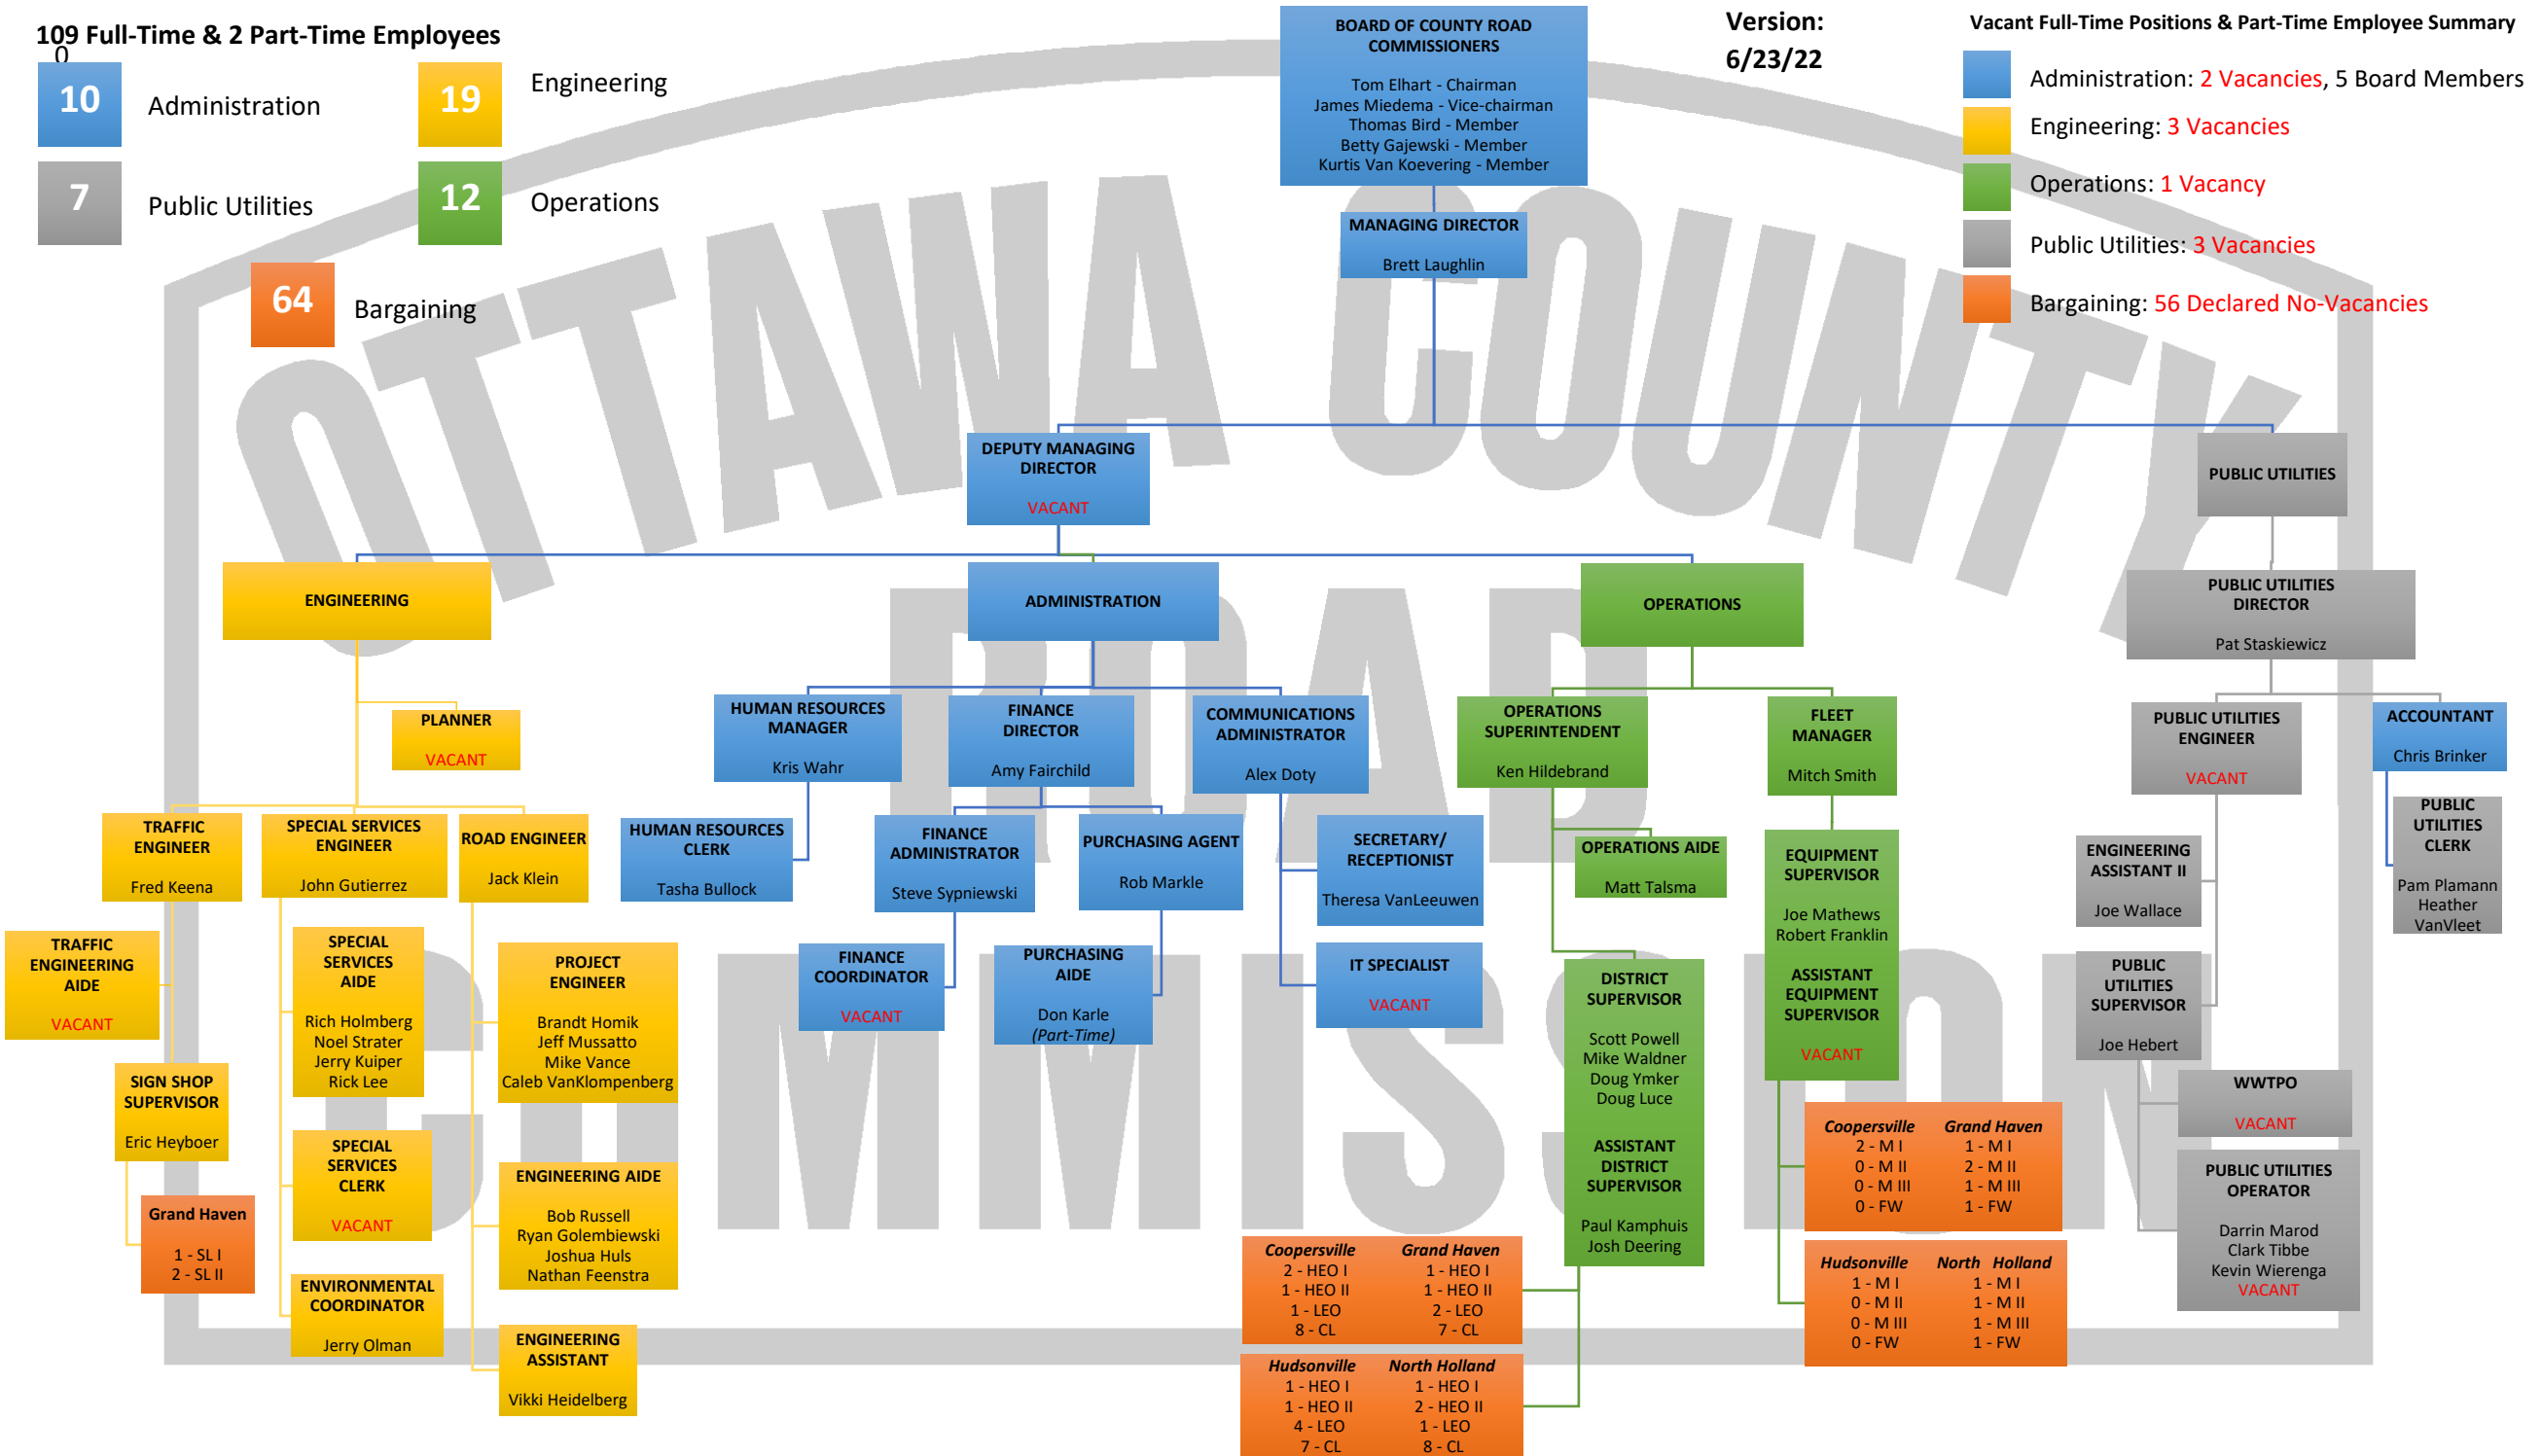 109 Full-Time & 2 Part-Time Employees
0
10
Administration
19
Engineering
7
Public Utilities
12
Operations
64
Bargaining
BOARD OF COUNTY ROAD
COMMISSIONERS
Tom Elhart - Chairman
James Miedema - Vice-chairman
Thomas Bird - Member
Betty Gajewski - Member
Kurtis Van Koevering - Member
Version:
6/23/22
Vacant Full-Time Positions & Part-Time Employee Summary
Administration: 2 Vacancies, 5 Board Members
Engineering: 3 Vacancies
Operations: 1 Vacancy
Public Utilities: 3 Vacancies
Bargaining: 56 Declared No-Vacancies
OTTAWA COUNTY
ROAD
COMMISSION
MANAGING DIRECTOR
Brett Laughlin
DEPUTY MANAGING
DIRECTOR
VACANT
PUBLIC UTILITIES
ENGINEERING
ADMINISTRATION
OPERATIONS
PUBLIC UTILITIES
DIRECTOR
Pat Staskiewicz
PLANNER
VACANT
HUMAN RESOURCES
MANAGER
Kris Wahr
FINANCE
DIRECTOR
Amy Fairchild
COMMUNICATIONS
ADMINISTRATOR
Alex Doty
OPERATIONS
SUPERINTENDENT
Ken Hildebrand
FLEET
MANAGER
Mitch Smith
PUBLIC UTILITIES
ENGINEER
VACANT
ACCOUNTANT
Chris Brinker
TRAFFIC
ENGINEER
Fred Keena
SPECIAL SERVICES
ENGINEER
John Gutierrez
ROAD ENGINEER
Jack Klein
HUMAN RESOURCES
CLERK
Tasha Bullock
FINANCE
ADMINISTRATOR
Steve Sypniewski
PURCHASING AGENT
Rob Markle
SECRETARY/
RECEPTIONIST
Theresa VanLeeuwen
OPERATIONS AIDE
Matt Talsma
EQUIPMENT
SUPERVISOR
Joe Mathews
Robert Franklin
ASSISTANT
EQUIPMENT
SUPERVISOR
VACANT
ENGINEERING
ASSISTANT II
Joe Wallace
PUBLIC
UTILITIES
CLERK
Pam Plamann
Heather
VanVleet
TRAFFIC
ENGINEERING
AIDE
VACANT
SPECIAL
SERVICES
AIDE
Rich Holmberg
Noel Strater
Jerry Kuiper
Rick Lee
PROJECT
ENGINEER
Brandt Homik
Jeff Mussatto
Mike Vance
Caleb VanKlompenberg
FINANCE
COORDINATOR
VACANT
PURCHASING
AIDE
Don Karle
(Part-Time)
IT SPECIALIST
VACANT
DISTRICT
SUPERVISOR
Scott Powell
Mike Waldner
Doug Ymker
Doug Luce
ASSISTANT
DISTRICT
SUPERVISOR
Paul Kamphuis
Josh Deering
PUBLIC
UTILITIES
SUPERVISOR
Joe Hebert
SIGN SHOP
SUPERVISOR
Eric Heyboer
SPECIAL
SERVICES
CLERK
VACANT
ENGINEERING AIDE
Bob Russell
Ryan Golembiewski
Joshua Huls
Nathan Feenstra
WWTPO
VACANT
PUBLIC UTILITIES
OPERATOR
Darrin Marod
Clark Tibbe
Kevin Wierenga
VACANT
Grand Haven
1 - SL I
2 - SL II
ENVIRONMENTAL
COORDINATOR
Jerry Olman
ENGINEERING
ASSISTANT
Vikki Heidelberg
Coopersville Grand Haven
2 - M I 1 - M I
0 - M II 2 - M II
0 - M III 1 - M III
0 - FW 1 - FW
Hudsonville North Holland
1 - M I 1 - M I
0 - M II 1 - M II
0 - M III 1 - M III
0 - FW 1 - FW
Coopersville Grand Haven
2 - HEO I 1 - HEO I
1 - HEO II 1 - HEO II
1 - LEO 2 - LEO
8 - CL 7 - CL
Hudsonville North Holland
1 - HEO I 1 - HEO I
1 - HEO II 2 - HEO II
4 - LEO 1 - LEO
7 - CL 8 - CL